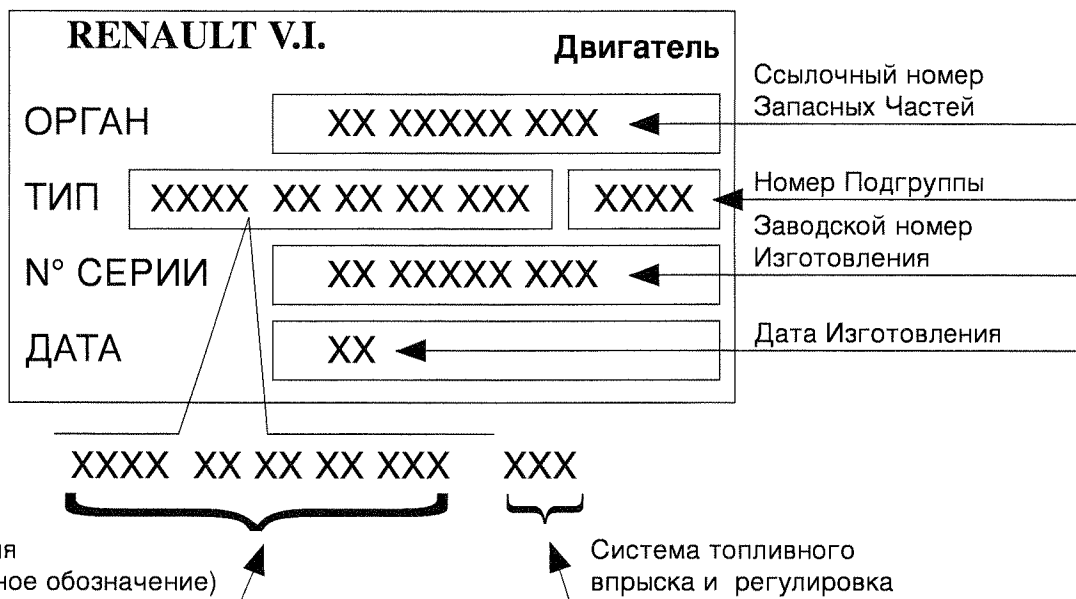 RENAULT V.I.
Двигатель
ОРГАН XX XXXXX XXX
Ссылочный номер
Запасных Частей
ТИП XXXX XX XX XX XXX XXXX
Номер Подгруппы
N° СЕРИИ XX XXXXX XXX
Заводской номер
Изготовления
ДАТА XX
Дата Изготовления
XXXX XX XX XX XXX XXX
ное обозначение)
Система топливного
впрыска и регулировка